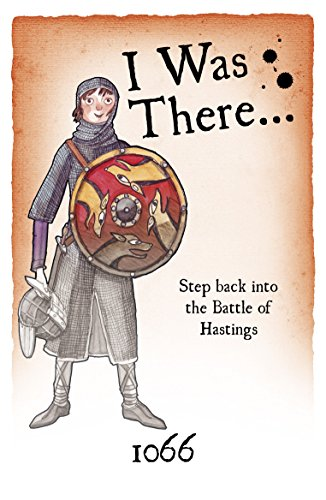 I Was
There...
Step back into
the Battle of
Hastings
1066